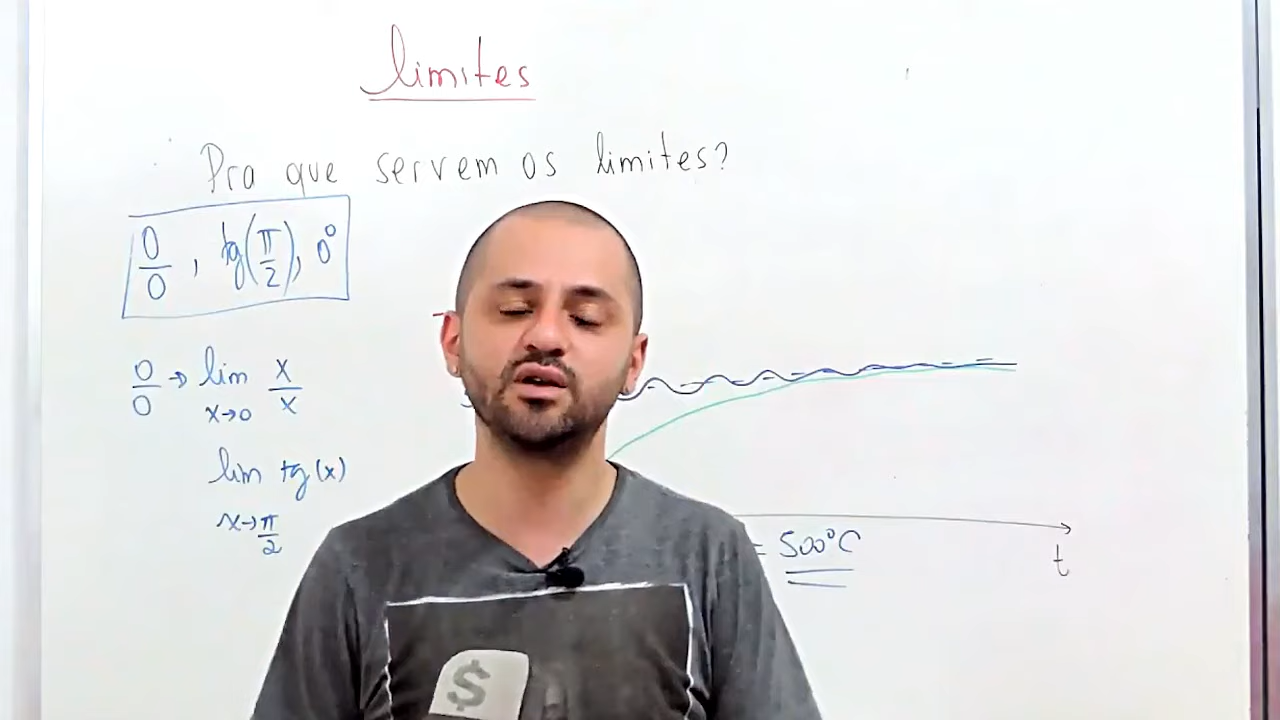 limites
Pra que servem os limites?
0/0 , tg(π/2), 0⁰
0/0 → lim x→0 x/x
lim x→π/2 tg(x)
= 500°C
t
$